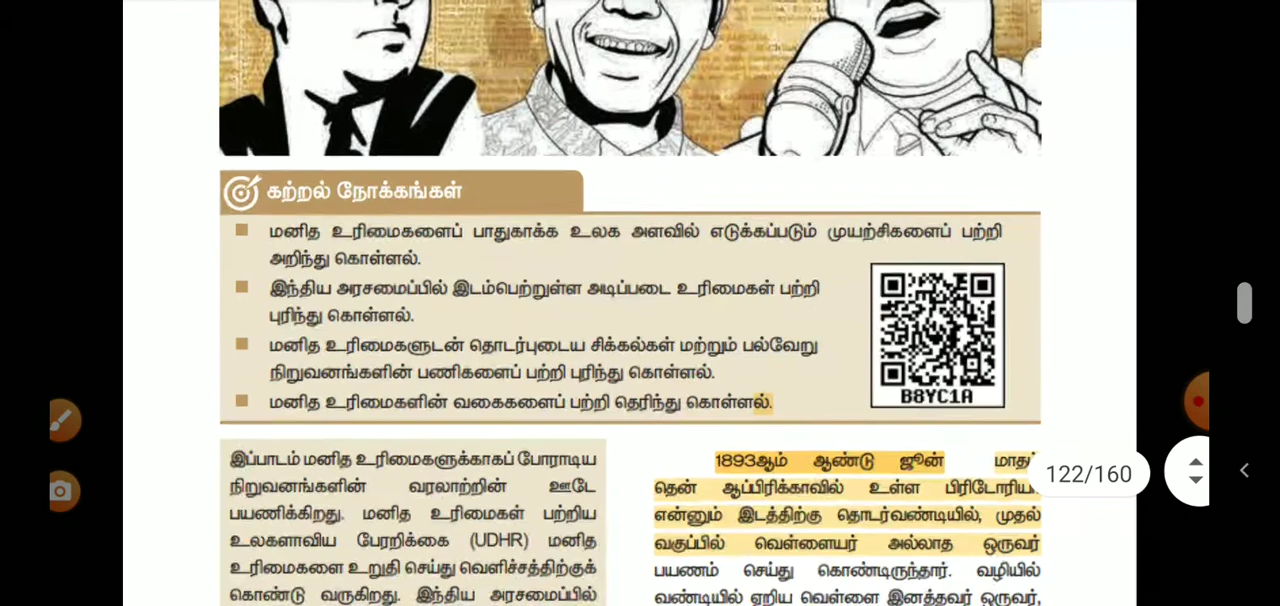 கற்றல் நோக்கங்கள்
மனித உரிமைகளைப் பாதுகாக்க உலக அளவில் எடுக்கப்படும் முயற்சிகளைப் பற்றி
அறிந்து கொள்ளல்.
இந்திய அரசமைப்பில் இடம்பெற்றுள்ள அடிப்படை உரிமைகள் பற்றி
புரிந்து கொள்ளல்.
மனித உரிமைகளுடன் தொடர்புடைய சிக்கல்கள் மற்றும் பல்வேறு
நிறுவனங்களின் பணிகளைப் பற்றி புரிந்து கொள்ளல்.
மனித உரிமைகளின் வகைகளைப் பற்றி தெரிந்து கொள்ளல்.
B8YC1A
இப்பாடம் மனித உரிமைகளுக்காகப் போராடிய
நிறுவனங்களின் வரலாற்றின் ஊடே
பயணிக்கிறது. மனித உரிமைகள் பற்றிய
உலகளாவிய பேரறிக்கை (UDHR) மனித
உரிமைகளை உறுதி செய்து வெளிச்சத்திற்குக்
கொண்டு வருகிறது. இந்திய அரசமைப்பில்
1893ஆம் ஆண்டு ஜூன்
தென் ஆப்பிரிக்காவில் உள்ள
என்னும் இடத்திற்கு தொடர்வண்டியில், முதல்
வகுப்பில் வெள்ளையர் அல்லாத ஒருவர்
பயணம் செய்து கொண்டிருந்தார். வழியில்
வண்டியில் ஏறிய வெள்ளை இனத்தவர் ஒருவர்,
122/160